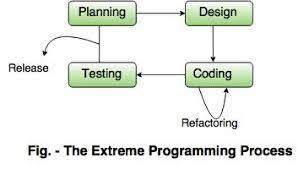 Planning
Design
Release
Testing
Coding
Refactoring
Fig. - The Extreme Programming Process